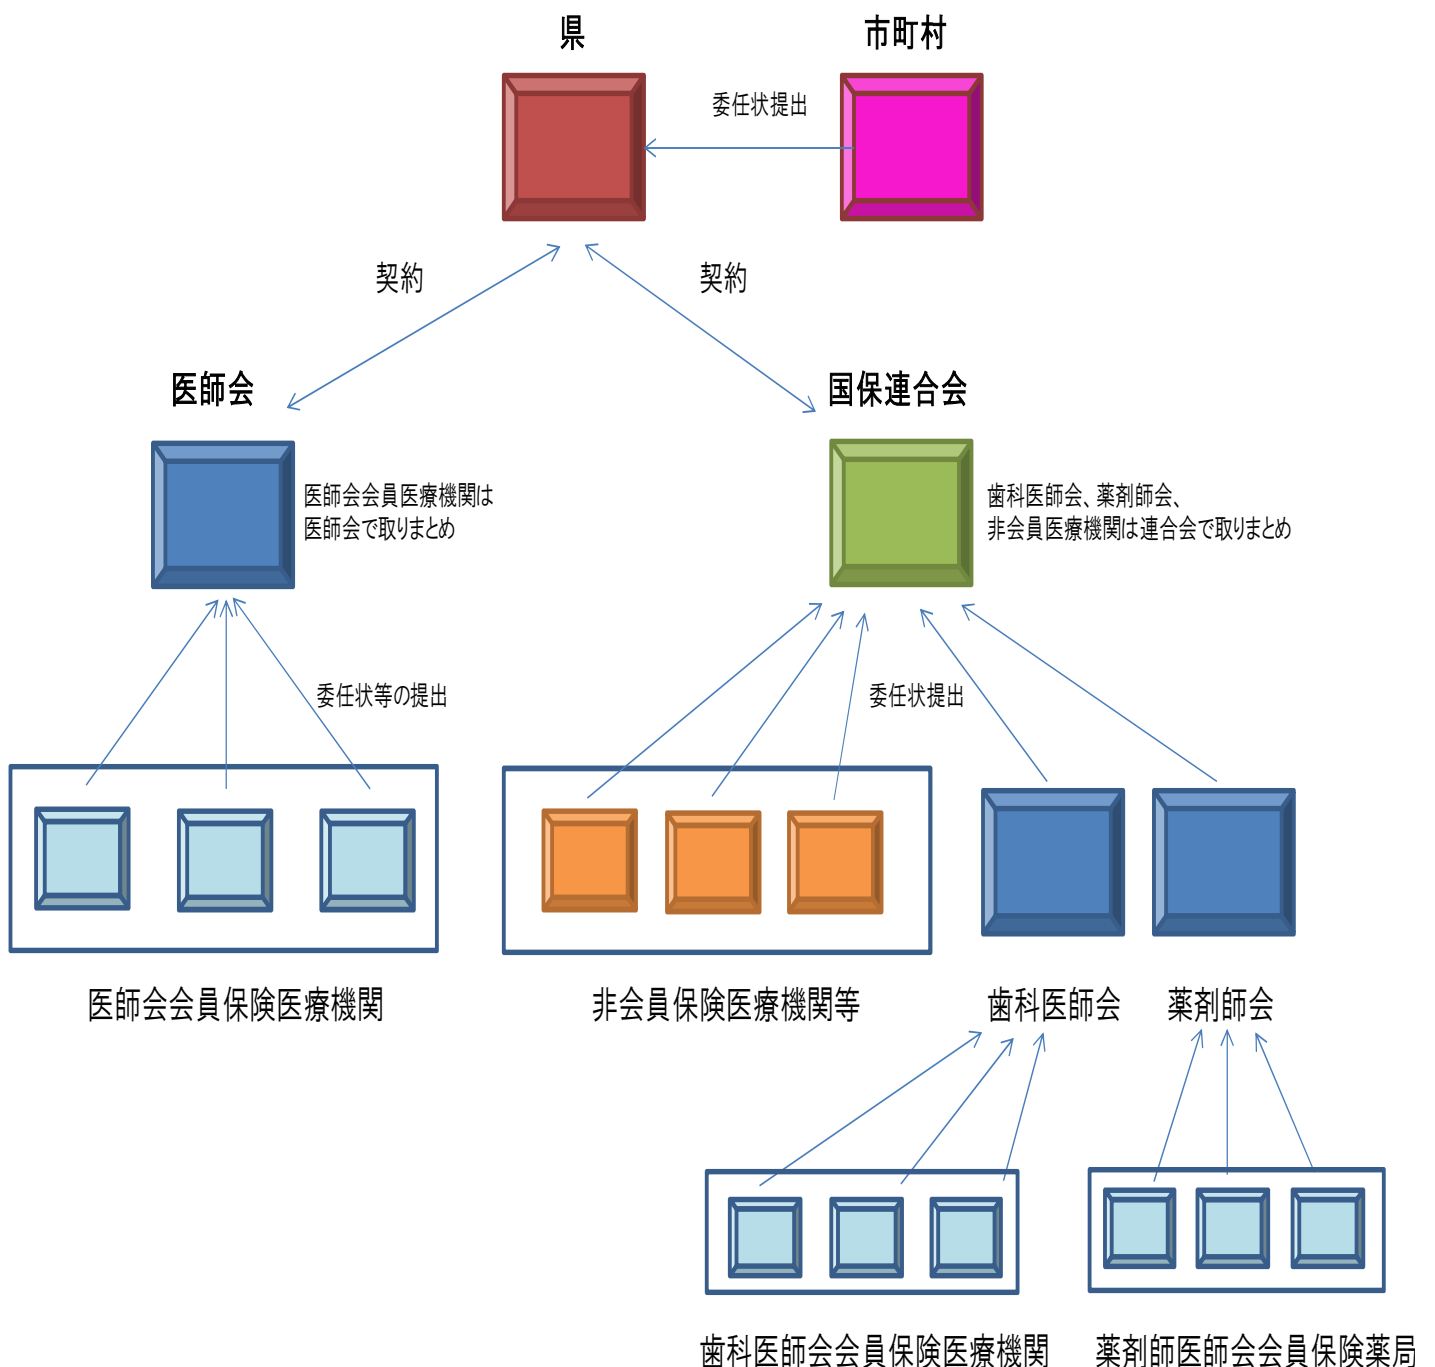 県
市町村
委任状提出
契約
契約
医師会
国保連合会
医師会会員医療機関は
医師会で取りまとめ
歯科医師会、薬剤師会、
非会員医療機関は連合会で取りまとめ
委任状等の提出
委任状提出
医師会会員保険医療機関
非会員保険医療機関等
歯科医師会
薬剤師会
歯科医師会会員保険医療機関
薬剤師医師会会員保険薬局